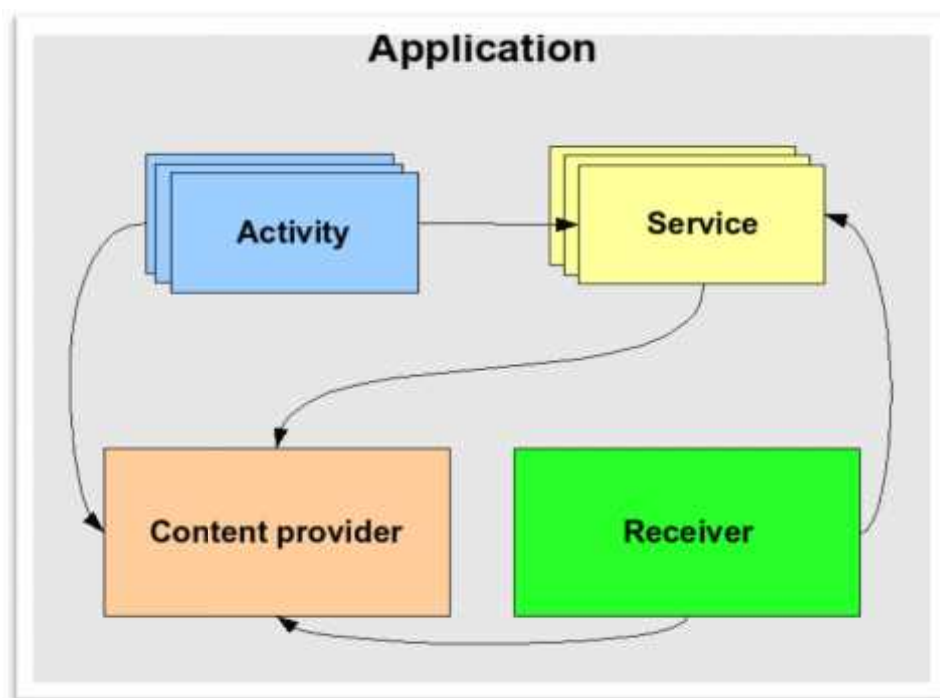 Application
Activity
Service
Content provider
Receiver